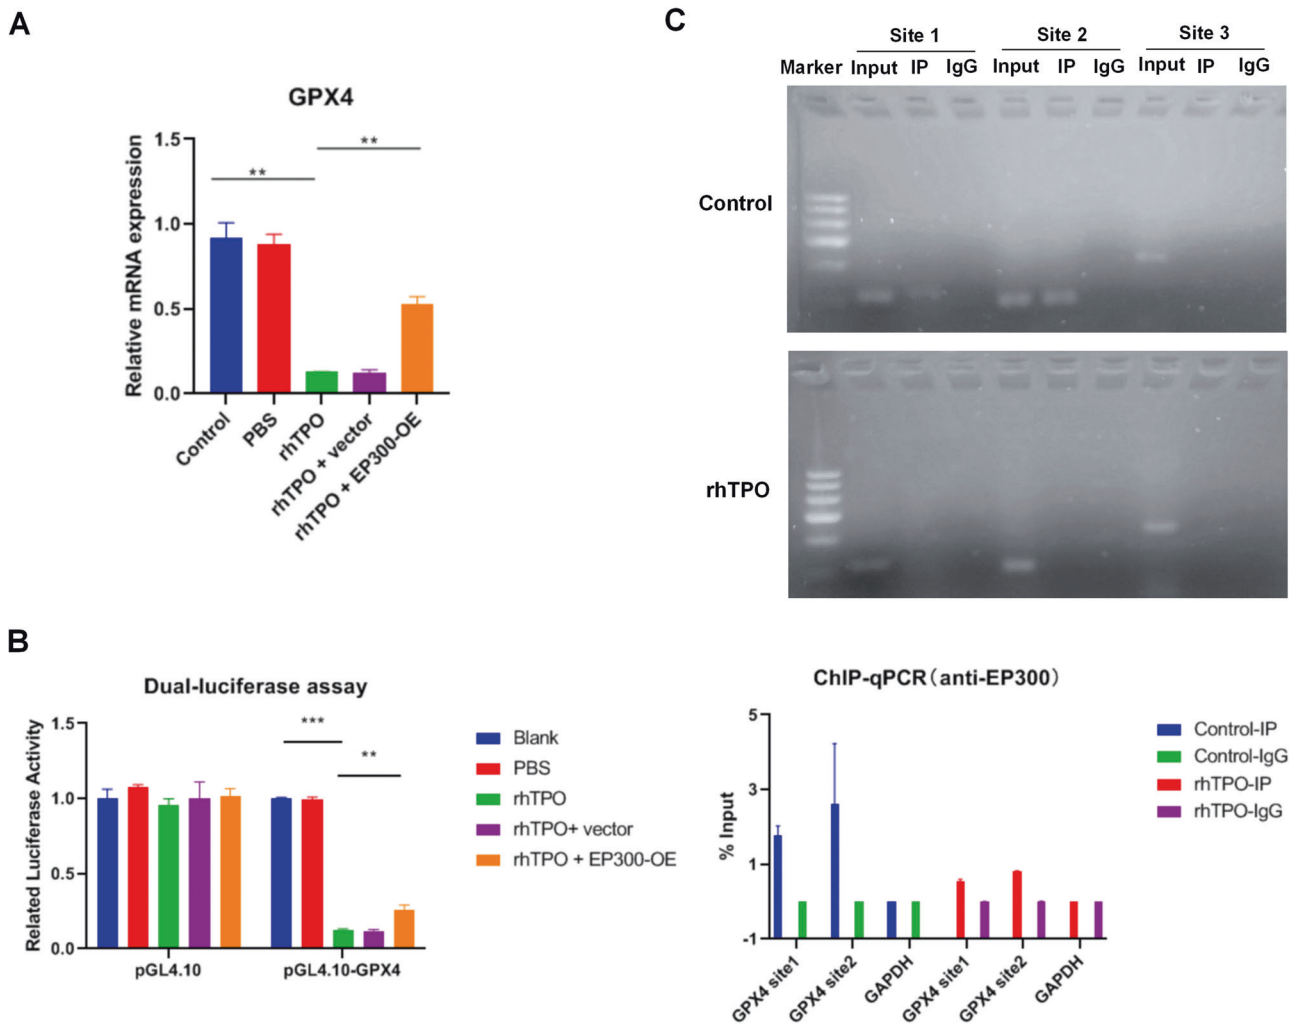 A
GPX4
Relative mRNA expression
1.5
1.0
0.5
0.0
**
**
Control
PBS
rhTPO
rhTPO + vector
rhTPO + EP300-OE
C
Site 1
Site 2
Site 3
Marker
Input
IP
IgG
Input
IP
IgG
Input
IP
IgG
Control
rhTPO
B
Dual-luciferase assay
Related Luciferase Activity
1.5
1.0
0.5
0.0
***
**
pGL4.10
pGL4.10-GPX4
Blank
PBS
rhTPO
rhTPO+ vector
rhTPO + EP300-OE
ChIP-qPCR（anti-EP300）
% Input
5
3
1
-1
GPX4 site1
GPX4 site2
GAPDH
GPX4 site1
GPX4 site2
GAPDH
Control-IP
Control-IgG
rhTPO-IP
rhTPO-IgG